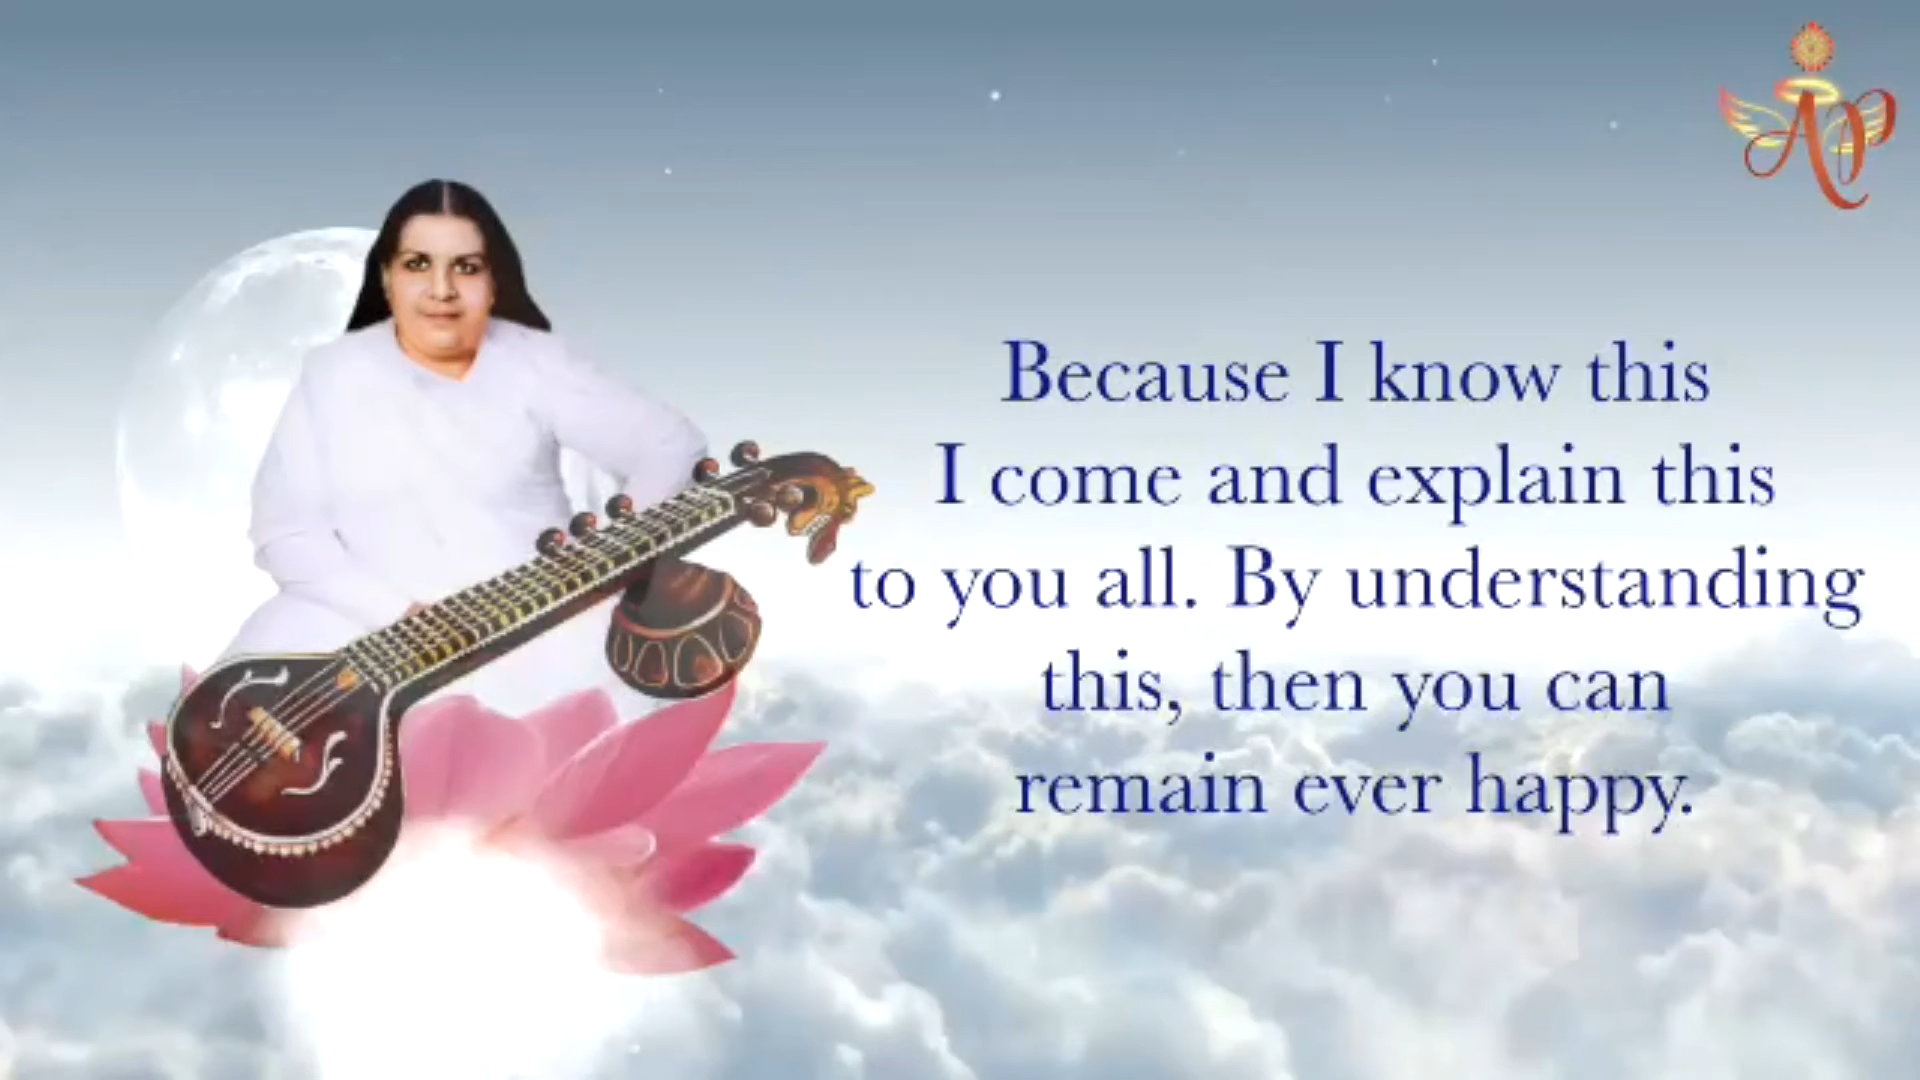 AP
Because I know this
I come and explain this
to you all. By understanding
this, then you can
remain ever happy.